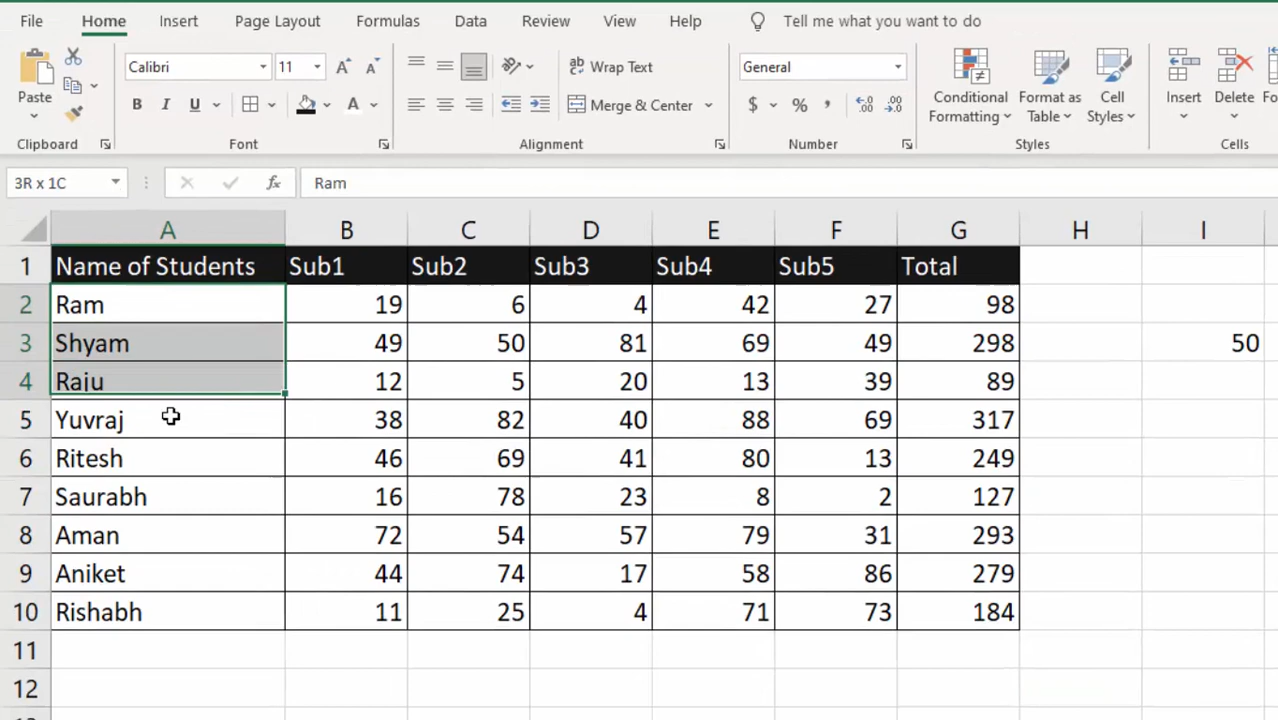 File Home Insert Page Layout Formulas Data Review View Help Tell me what you want to do
Calibri 11 Wrap Text General
Paste B I U Merge & Center $ % , Conditional Formatting Format as Table Cell Styles Insert Delete
Clipboard Font Alignment Number Styles Cells
3R x 1C fx Ram
A B C D E F G H I
1 Name of Students Sub1 Sub2 Sub3 Sub4 Sub5 Total
2 Ram 19 6 4 42 27 98
3 Shyam 49 50 81 69 49 298 50
4 Raju 12 5 20 13 39 89
5 Yuvraj 38 82 40 88 69 317
6 Ritesh 46 69 41 80 13 249
7 Saurabh 16 78 23 8 2 127
8 Aman 72 54 57 79 31 293
9 Aniket 44 74 17 58 86 279
10 Rishabh 11 25 4 71 73 184
11
12